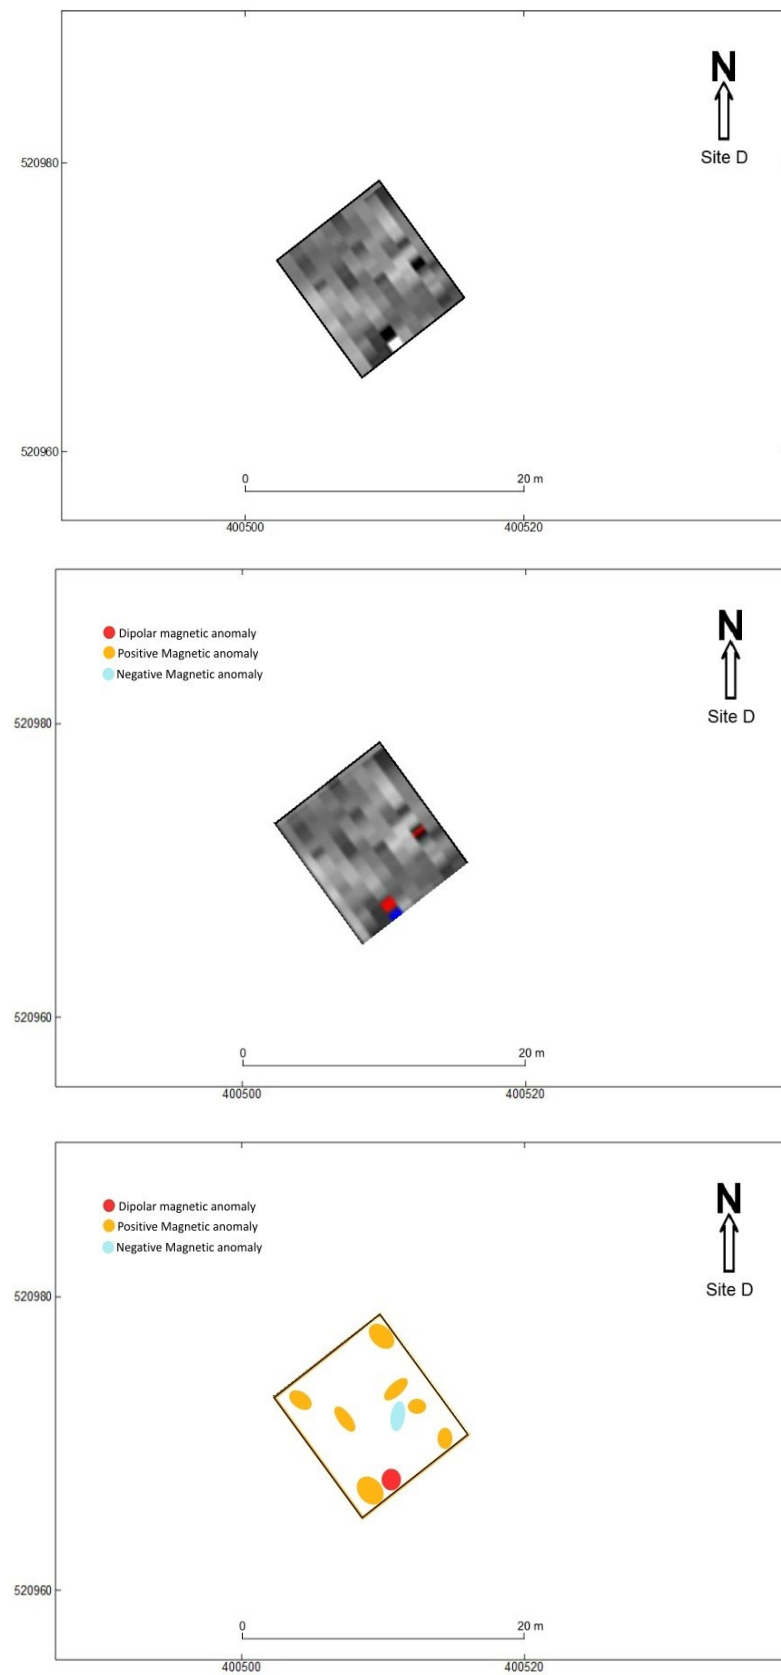 N
Site D
520980
520960
0 20 m
400500 400520
Dipolar magnetic anomaly
Positive Magnetic anomaly
Negative Magnetic anomaly
N
Site D
520980
520960
0 20 m
400500 400520
Dipolar magnetic anomaly
Positive Magnetic anomaly
Negative Magnetic anomaly
N
Site D
520980
520960
0 20 m
400500 400520